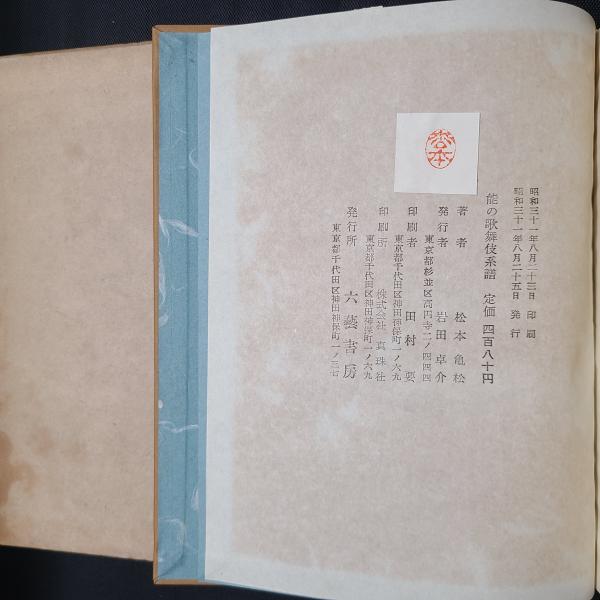 昭和三十一年八月二十三日 印刷
昭和三十一年八月二十五日 発行
能の歌舞伎系譜 定価 四百八十円
著者 松本亀松
発行者 岩田卓介
東京都杉並区高円寺二ノ四四四
印刷者 田村要
東京都千代田区神田神保町一ノ六九
印刷所 株式会社 真珠社
東京都千代田区神田神保町一ノ六九
発行所 六藝書房
東京都千代田区神田神保町一ノ三七